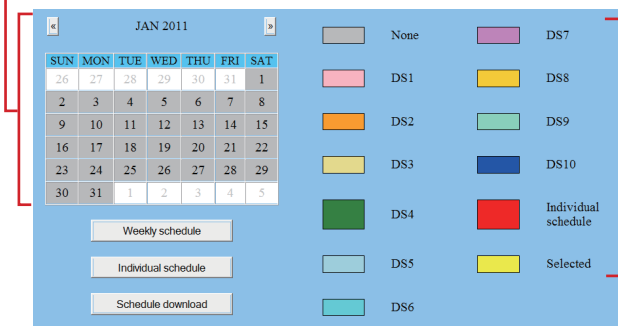 « JAN 2011 »
SUN MON TUE WED THU FRI SAT
26 27 28 29 30 31 1
2 3 4 5 6 7 8
9 10 11 12 13 14 15
16 17 18 19 20 21 22
23 24 25 26 27 28 29
30 31 1 2 3 4 5
Weekly schedule
Individual schedule
Schedule download
None
DS1
DS2
DS3
DS4
DS5
DS6
DS7
DS8
DS9
DS10
Individual
schedule
Selected